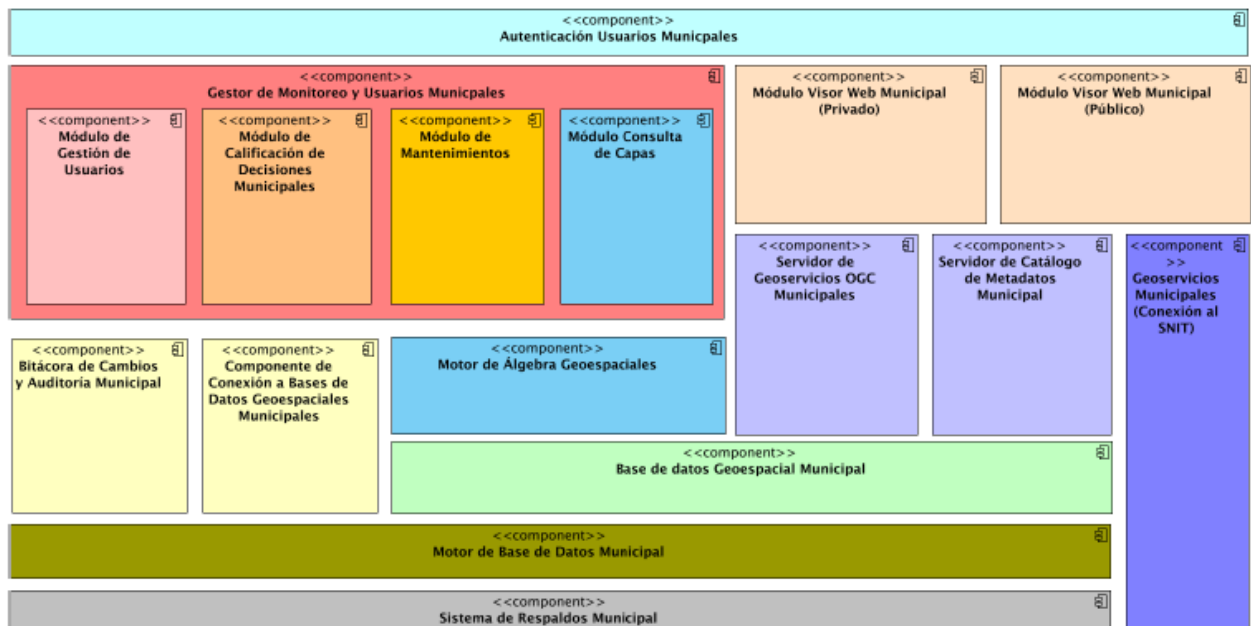 <<component>>
Autenticación Usuarios Municpales
<<component>>
Gestor de Monitoreo y Usuarios Municpales
<<component>>
Módulo de
Gestión de
Usuarios
<<component>>
Módulo de
Calificación de
Decisiones
Municipales
<<component>>
Módulo de
Mantenimientos
<<component>>
Módulo Consulta
de Capas
<<component>>
Módulo Visor Web Municipal
(Privado)
<<component>>
Módulo Visor Web Municipal
(Público)
<<component>>
Servidor de
Geoservicios OGC
Municipales
<<component>>
Servidor de Catálogo
de Metadatos
Municipal
<<component
>>
Geoservicios
Municipales
(Conexión al
SNIT)
<<component>>
Bitácora de Cambios
y Auditoría Municipal
<<component>>
Componente de
Conexión a Bases de
Datos Geoespaciales
Municipales
<<component>>
Motor de Álgebra Geoespaciales
<<component>>
Base de datos Geoespacial Municipal
<<component>>
Motor de Base de Datos Municipal
<<component>>
Sistema de Respaldos Municipal